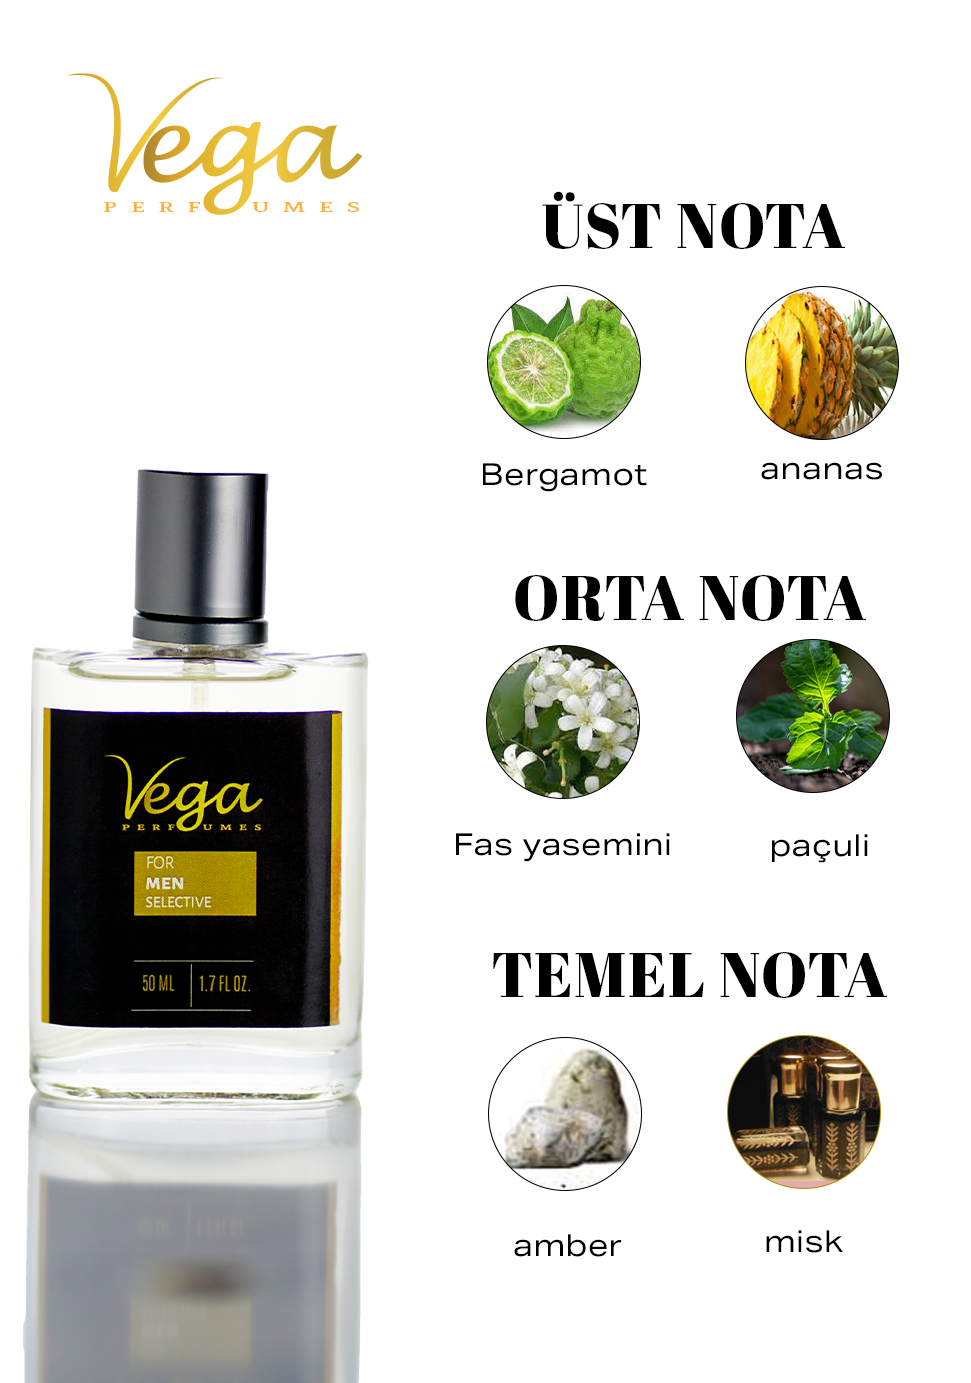 Vega
PERFUMES
ÜST NOTA
Bergamot
ananas
ORTA NOTA
Fas yasemini
paçuli
TEMEL NOTA
amber
misk
Vega
PERFUMES
FOR
MEN
SELECTIVE
50 ML 1.7 FL OZ.